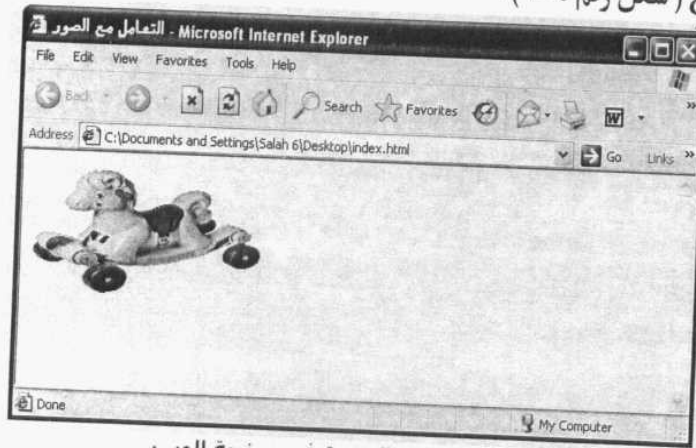 التعامل مع الصور - Microsoft Internet Explorer
File Edit View Favorites Tools Help
Back Search Favorites
Address C:\Documents and Settings\Salah 6\Desktop\index.html Go Links »
Done My Computer